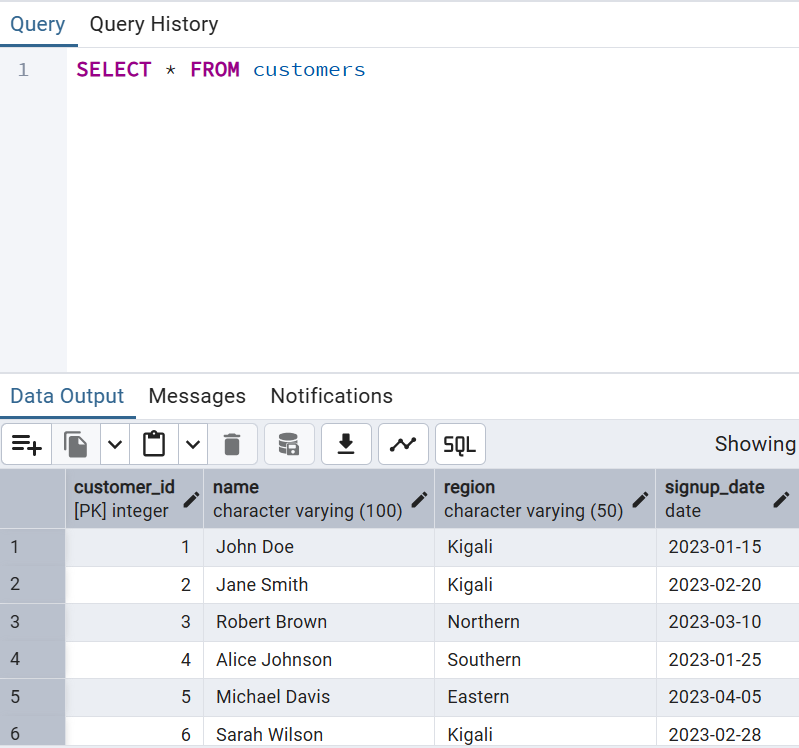 Query Query History
1 SELECT * FROM customers
Data Output Messages Notifications
SQL Showing
customer_id name region signup_date
[PK] integer character varying (100) character varying (50) date
1 1 John Doe Kigali 2023-01-15
2 2 Jane Smith Kigali 2023-02-20
3 3 Robert Brown Northern 2023-03-10
4 4 Alice Johnson Southern 2023-01-25
5 5 Michael Davis Eastern 2023-04-05
6 6 Sarah Wilson Kigali 2023-02-28